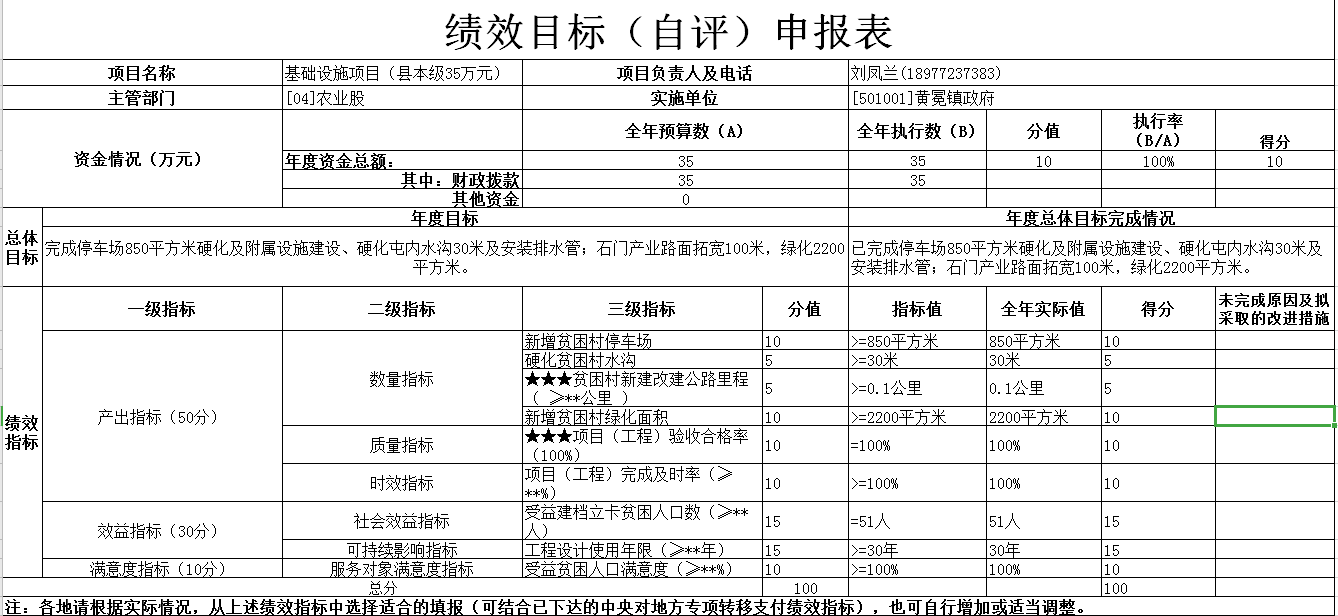 绩效目标（自评）申报表
项目名称 基础设施项目（县本级35万元） 项目负责人及电话 刘凤兰(18977237383)
主管部门 [04]农业股 实施单位 [501001]黄冕镇政府
资金情况（万元） 全年预算数（A） 全年执行数（B） 分值 执行率（B/A） 得分
年度资金总额： 35 35 10 100% 10
其中：财政拨款 35 35
其他资金 0
总体目标 年度目标 年度总体目标完成情况
完成停车场850平方米硬化及附属设施建设、硬化屯内水沟30米及安装排水管；石门产业路面拓宽100米，绿化2200
平方米。
已完成停车场850平方米硬化及附属设施建设、硬化屯内水沟30米及
安装排水管；石门产业路面拓宽100米，绿化2200平方米。
绩效指标 一级指标 二级指标 三级指标 分值 指标值 全年实际值 得分 未完成原因及拟采取的改进措施
产出指标（50分） 数量指标 新增贫困村停车场 10 >=850平方米 850平方米 10
硬化贫困村水沟 5 >=30米 30米 5
★★★贫困村新建改建公路里程（ ≥**公里 ） 5 >=0.1公里 0.1公里 5
新增贫困村绿化面积 10 >=2200平方米 2200平方米 10
质量指标 ★★★项目（工程）验收合格率（100%） 10 =100% 100% 10
时效指标 项目（工程）完成及时率（≥**%） 10 >=100% 100% 10
效益指标（30分） 社会效益指标 受益建档立卡贫困人口数（≥**人） 15 =51人 51人 15
可持续影响指标 工程设计使用年限（≥**年） 15 >=30年 30年 15
满意度指标（10分） 服务对象满意度指标 受益贫困人口满意度（≥**%） 10 >=100% 100% 10
总分 100 100
注：各地请根据实际情况，从上述绩效指标中选择适合的填报（可结合已下达的中央对地方专项转移支付绩效指标），也可自行增加或适当调整。